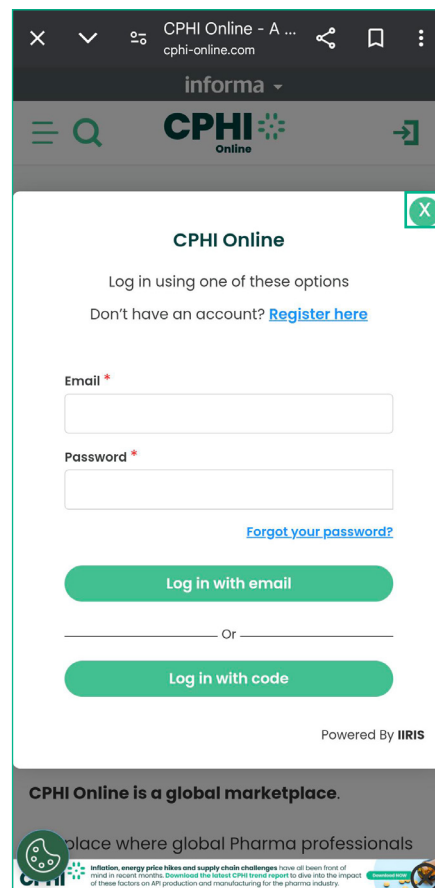 CPHI Online - A ...
cphi-online.com
informa
CPHI
Online
X
CPHI Online
Log in using one of these options
Don't have an account? Register here
Email *
Password *
Forgot your password?
Log in with email
Or
Log in with code
Powered By IIRIS
CPHI Online is a global marketplace.
place where global Pharma professionals
CPHI
Inflation, energy price hikes and supply chain challenges have all been front of
mind in recent months. Download the latest CPHI trend report to dive into the impact
of these factors on API production and manufacturing for the pharma industry.
Download NOW